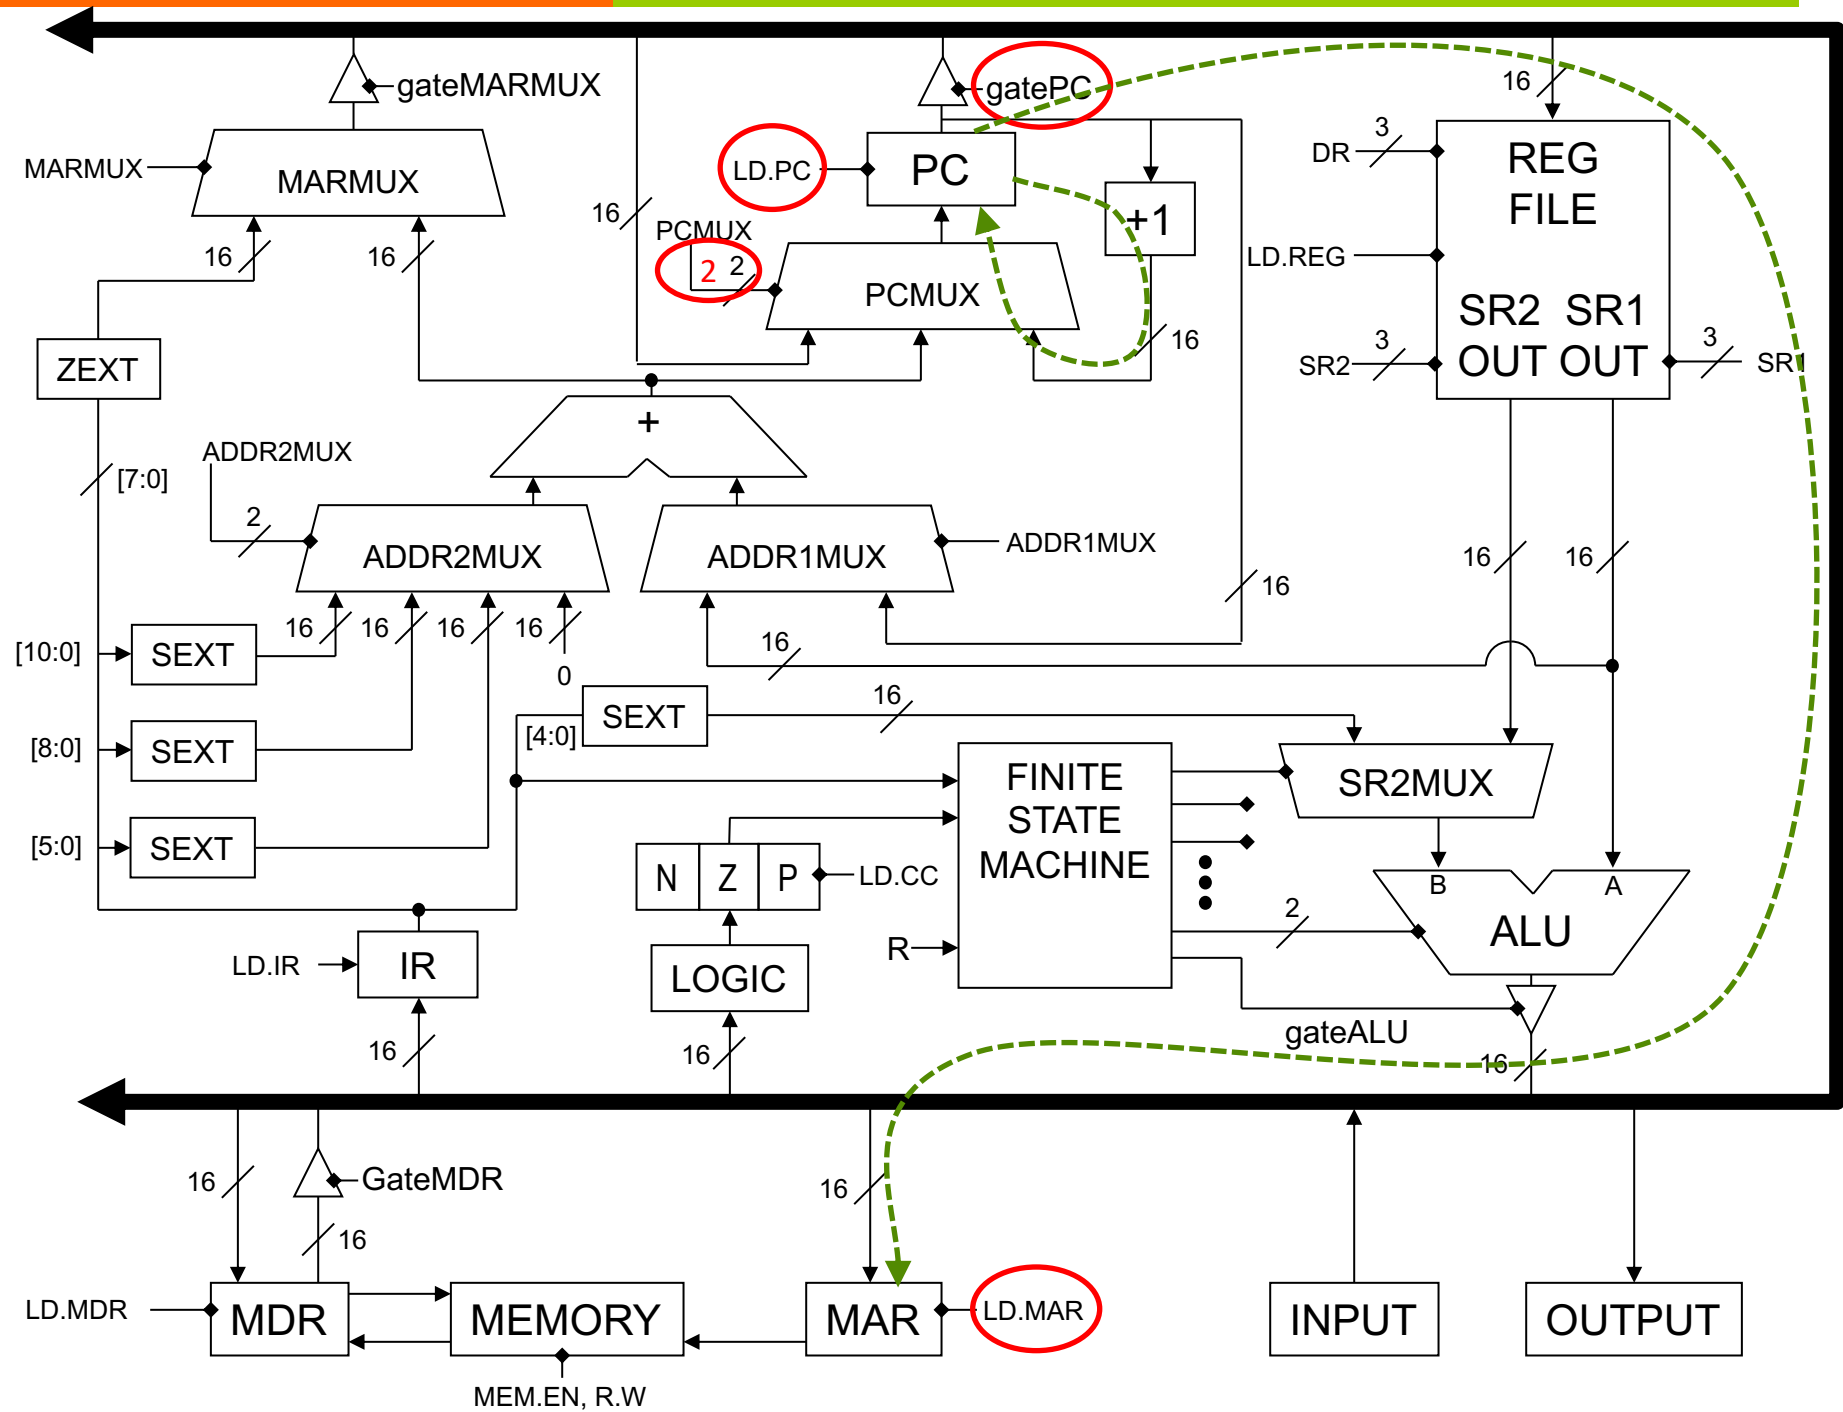 gateMARMUX
gatePC
16
MARMUX
MARMUX
LD.PC
PC
3
DR
REG
FILE
+1
16
PCMUX
2
2
PCMUX
16
16
LD.REG
SR2 SR1
OUT OUT
16
3
SR2
3
SR1
ZEXT
+
ADDR2MUX
[7:0]
2
ADDR2MUX
ADDR1MUX
ADDR1MUX
16
16
16
16
16
16
16
[10:0]
SEXT
16
0
SEXT
16
[4:0]
[8:0]
SEXT
FINITE
STATE
MACHINE
SR2MUX
[5:0]
SEXT
N
Z
P
LD.CC
B
A
2
ALU
R
LD.IR
IR
LOGIC
gateALU
16
16
16
16
GateMDR
16
16
LD.MDR
MDR
MEMORY
MAR
LD.MAR
INPUT
OUTPUT
MEM.EN, R.W